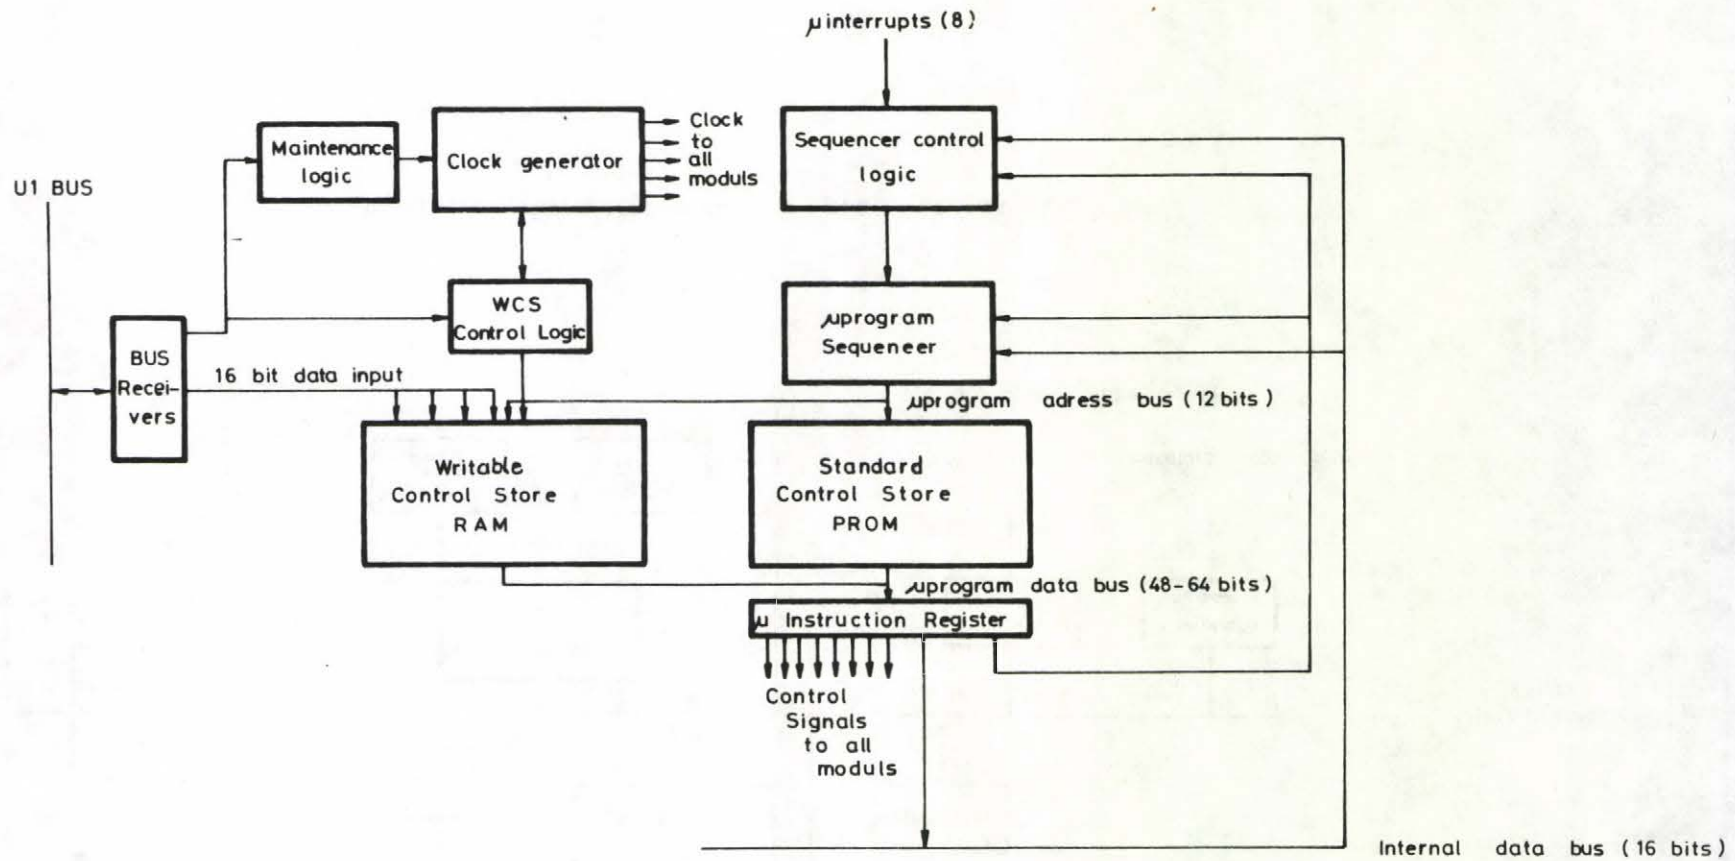 μinterrupts (8)
Maintenance
logic
Clock generator
Clock
to
all
moduls
Sequencer control
logic
U1 BUS
WCS
Control Logic
μprogram
Sequeneer
BUS
Recei-
vers
16 bit data input
μprogram adress bus (12 bits)
Writable
Control Store
RAM
Standard
Control Store
PROM
μprogram data bus (48-64 bits)
μ Instruction Register
Control
Signals
to all
moduls
Internal data bus (16 bits)